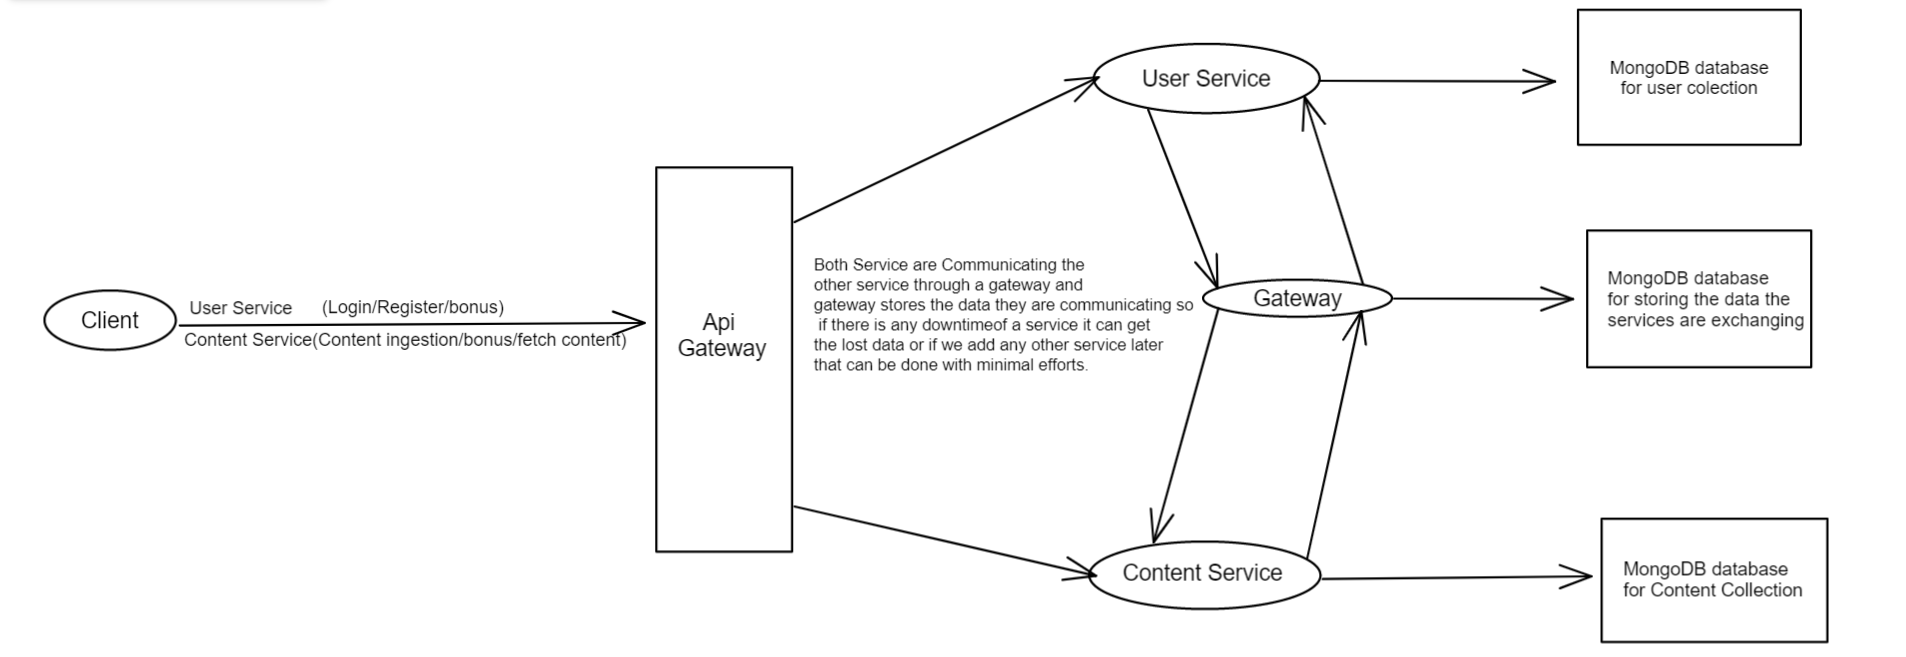 MongoDB database
for user colection
User Service
Client
User Service (Login/Register/bonus)
Content Service(Content ingestion/bonus/fetch content)
Api
Gateway
Both Service are Communicating the
other service through a gateway and
gateway stores the data they are communicating so
if there is any downtimeof a service it can get
the lost data or if we add any other service later
that can be done with minimal efforts.
Gateway
MongoDB database
for storing the data the
services are exchanging
Content Service
MongoDB database
for Content Collection